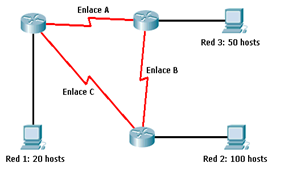 Enlace A
Red 3: 50 hosts
Enlace B
Enlace C
Red 1: 20 hosts
Red 2: 100 hosts